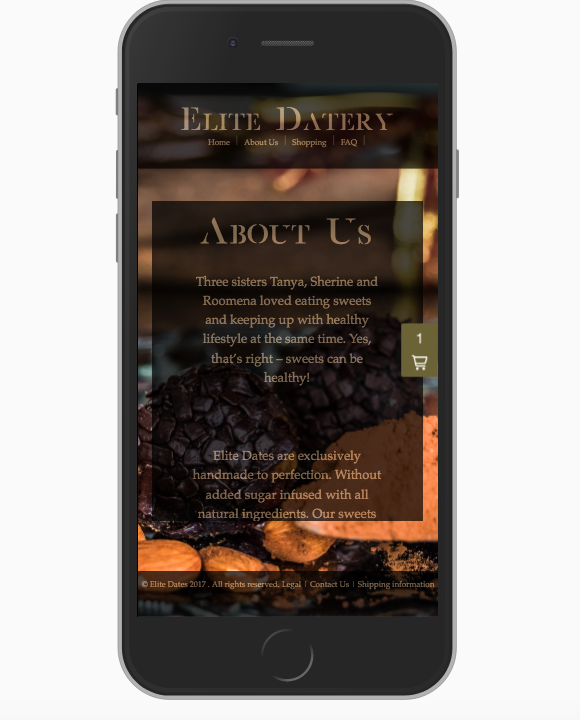 Elite Datery
Home | About Us | Shopping | FAQ |
About Us
Three sisters Tanya, Sherine and
Roomena loved eating sweets
and keeping up with healthy
lifestyle at the same time. Yes,
that's right – sweets can be
healthy!
1
Elite Dates are exclusively
handmade to perfection. Without
added sugar infused with all
natural ingredients. Our sweets
© Elite Dates 2017 . All rights reserved. Legal | Contact Us | Shipping information